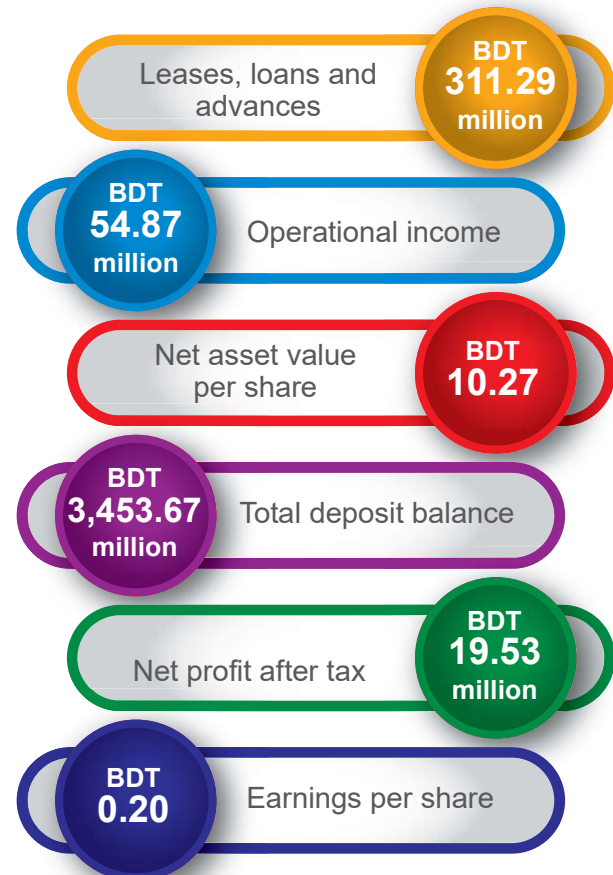 Leases, loans and
advances
BDT
311.29
million
BDT
54.87
million
Operational income
Net asset value
per share
BDT
10.27
BDT
3,453.67
million
Total deposit balance
Net profit after tax
BDT
19.53
million
BDT
0.20
Earnings per share